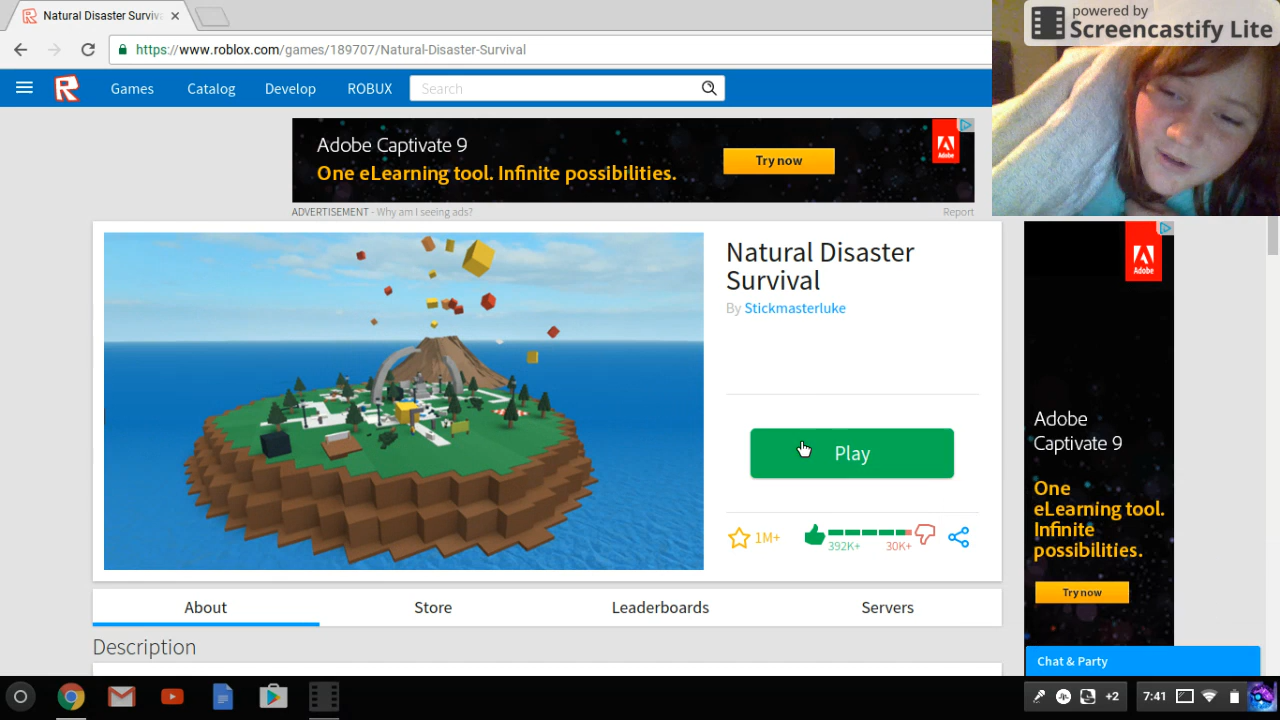 Natural Disaster Surviv
powered by
Screencastify Lite
https://www.roblox.com/games/189707/Natural-Disaster-Survival
Games Catalog Develop ROBUX Search
Adobe Captivate 9
One eLearning tool. Infinite possibilities.
Try now
Adobe
ADVERTISEMENT - Why am I seeing ads? Report
Natural Disaster
Survival
By Stickmasterluke
Play
1M+ 392K+ 30K+
Adobe
Adobe
Captivate 9
One
eLearning tool.
Infinite
possibilities.
Try now
About Store Leaderboards Servers
Description
Chat & Party
+2 7:41